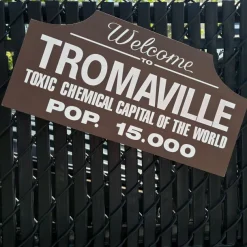 Welcome
TO
TROMAVILLE
TOXIC CHEMICAL CAPITAL OF THE WORLD
POP. 15.000